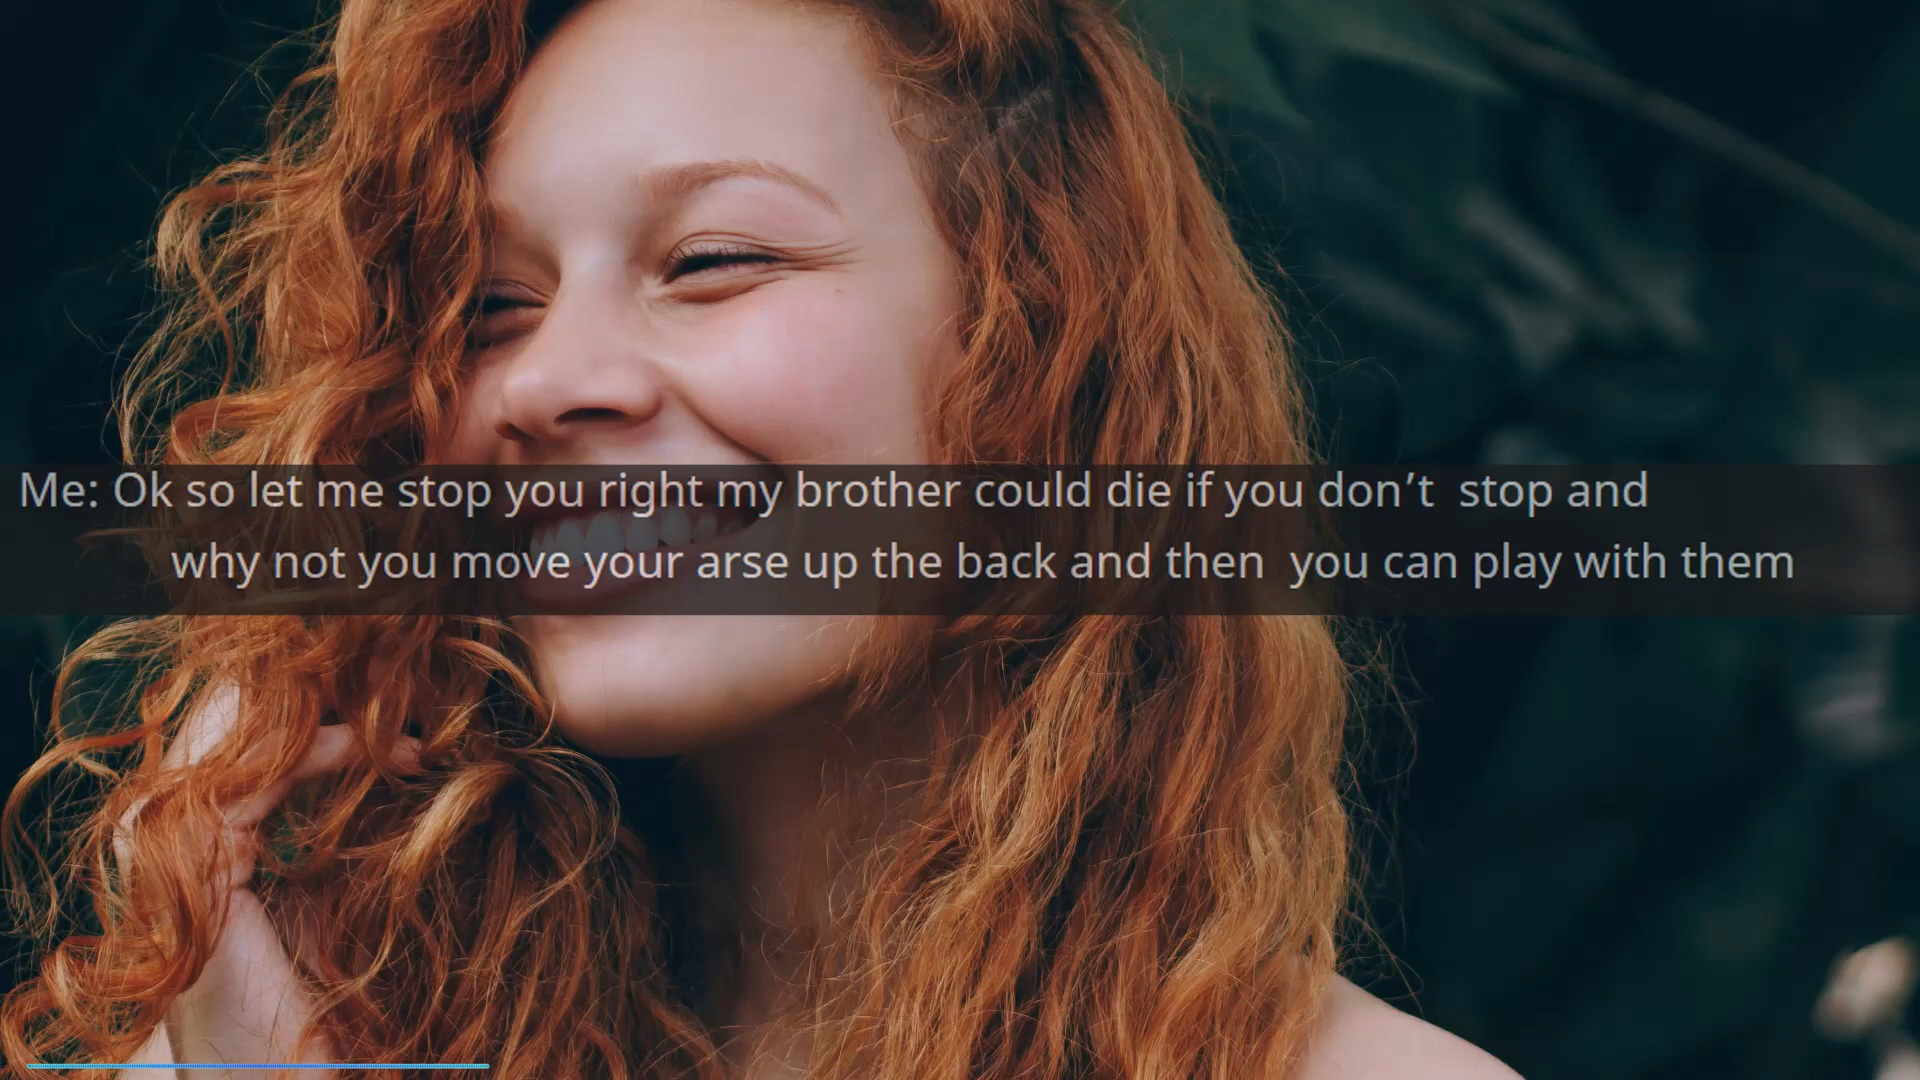 Me: Ok so let me stop you right my brother could die if you don’t  stop and
why not you move your arse up the back and then  you can play with them